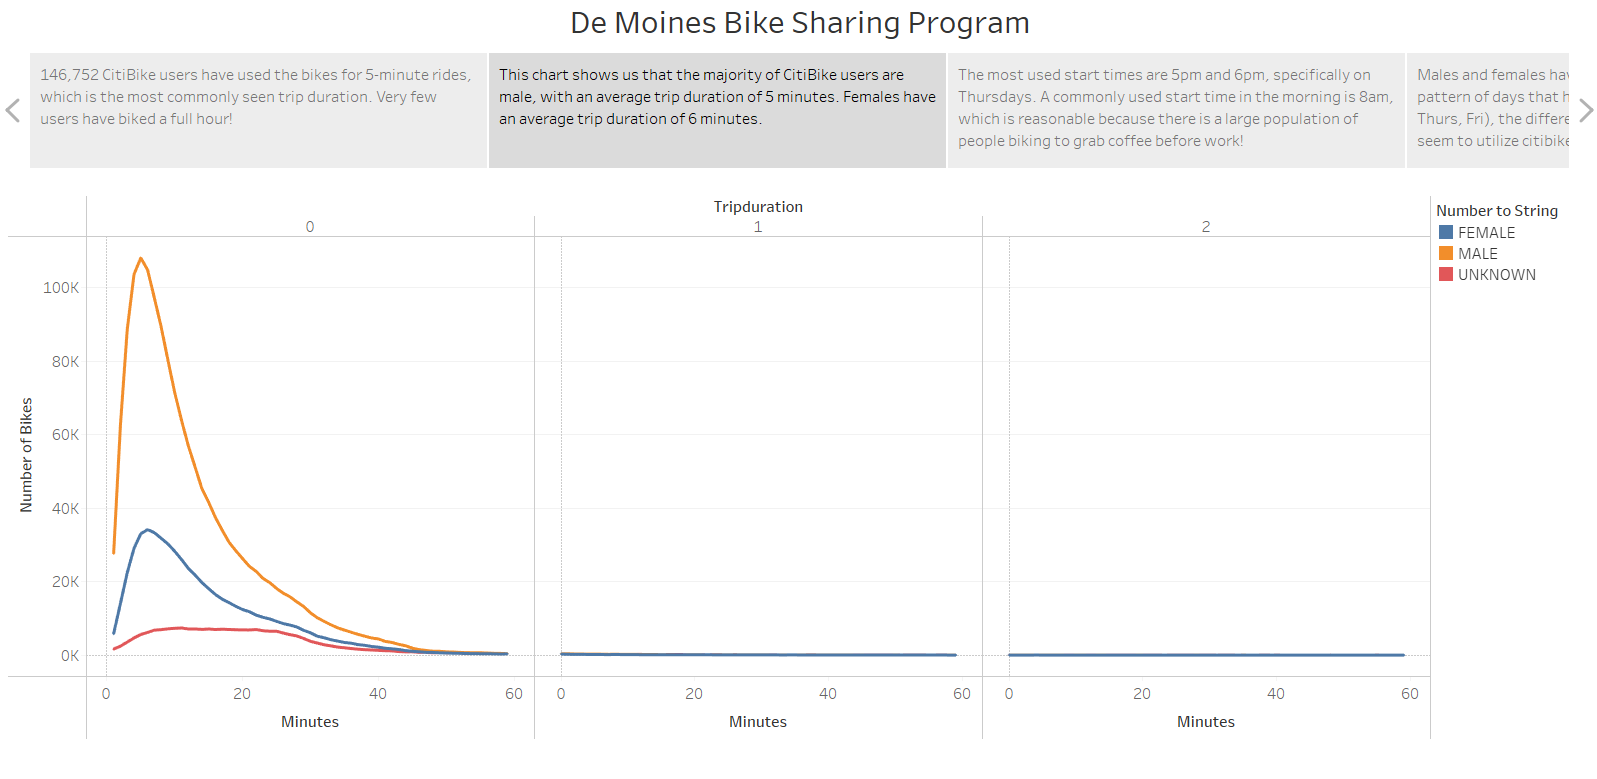 De Moines Bike Sharing Program
146,752 CitiBike users have used the bikes for 5-minute rides,
which is the most commonly seen trip duration. Very few
users have biked a full hour!
This chart shows us that the majority of CitiBike users are
male, with an average trip duration of 5 minutes. Females have
an average trip duration of 6 minutes.
The most used start times are 5pm and 6pm, specifically on
Thursdays. A commonly used start time in the morning is 8am,
which is reasonable because there is a large population of
people biking to grab coffee before work!
Males and females
pattern of days that
Thurs, Fri), the
seem to utilize
Tripduration
0 1 2
Number to String
FEMALE
MALE
UNKNOWN
Number of Bikes
100K
80K
60K
40K
20K
0K
0 20 40 60 0 20 40 60 0 20 40 60
Minutes Minutes Minutes